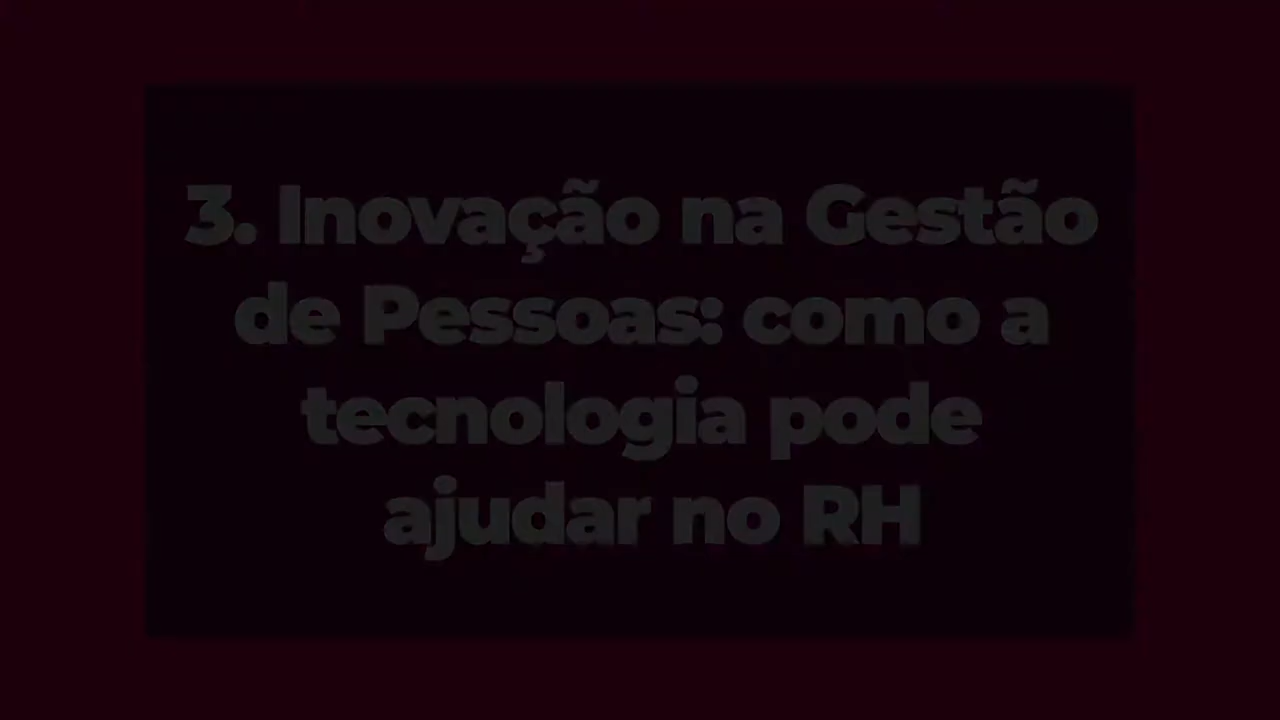 3. Inovação na Gestão
de Pessoas: como a
tecnologia pode
ajudar no RH